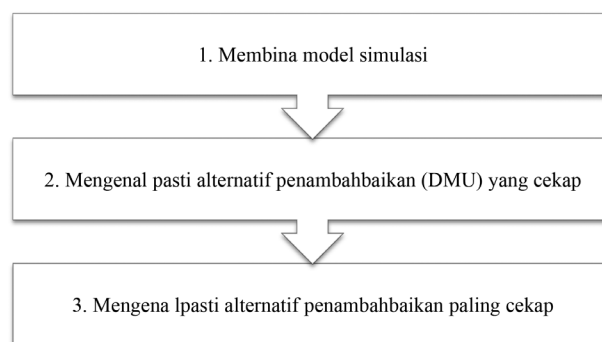 1. Membina model simulasi
2. Mengenal pasti alternatif penambahbaikan (DMU) yang cekap
3. Mengena lpasti alternatif penambahbaikan paling cekap